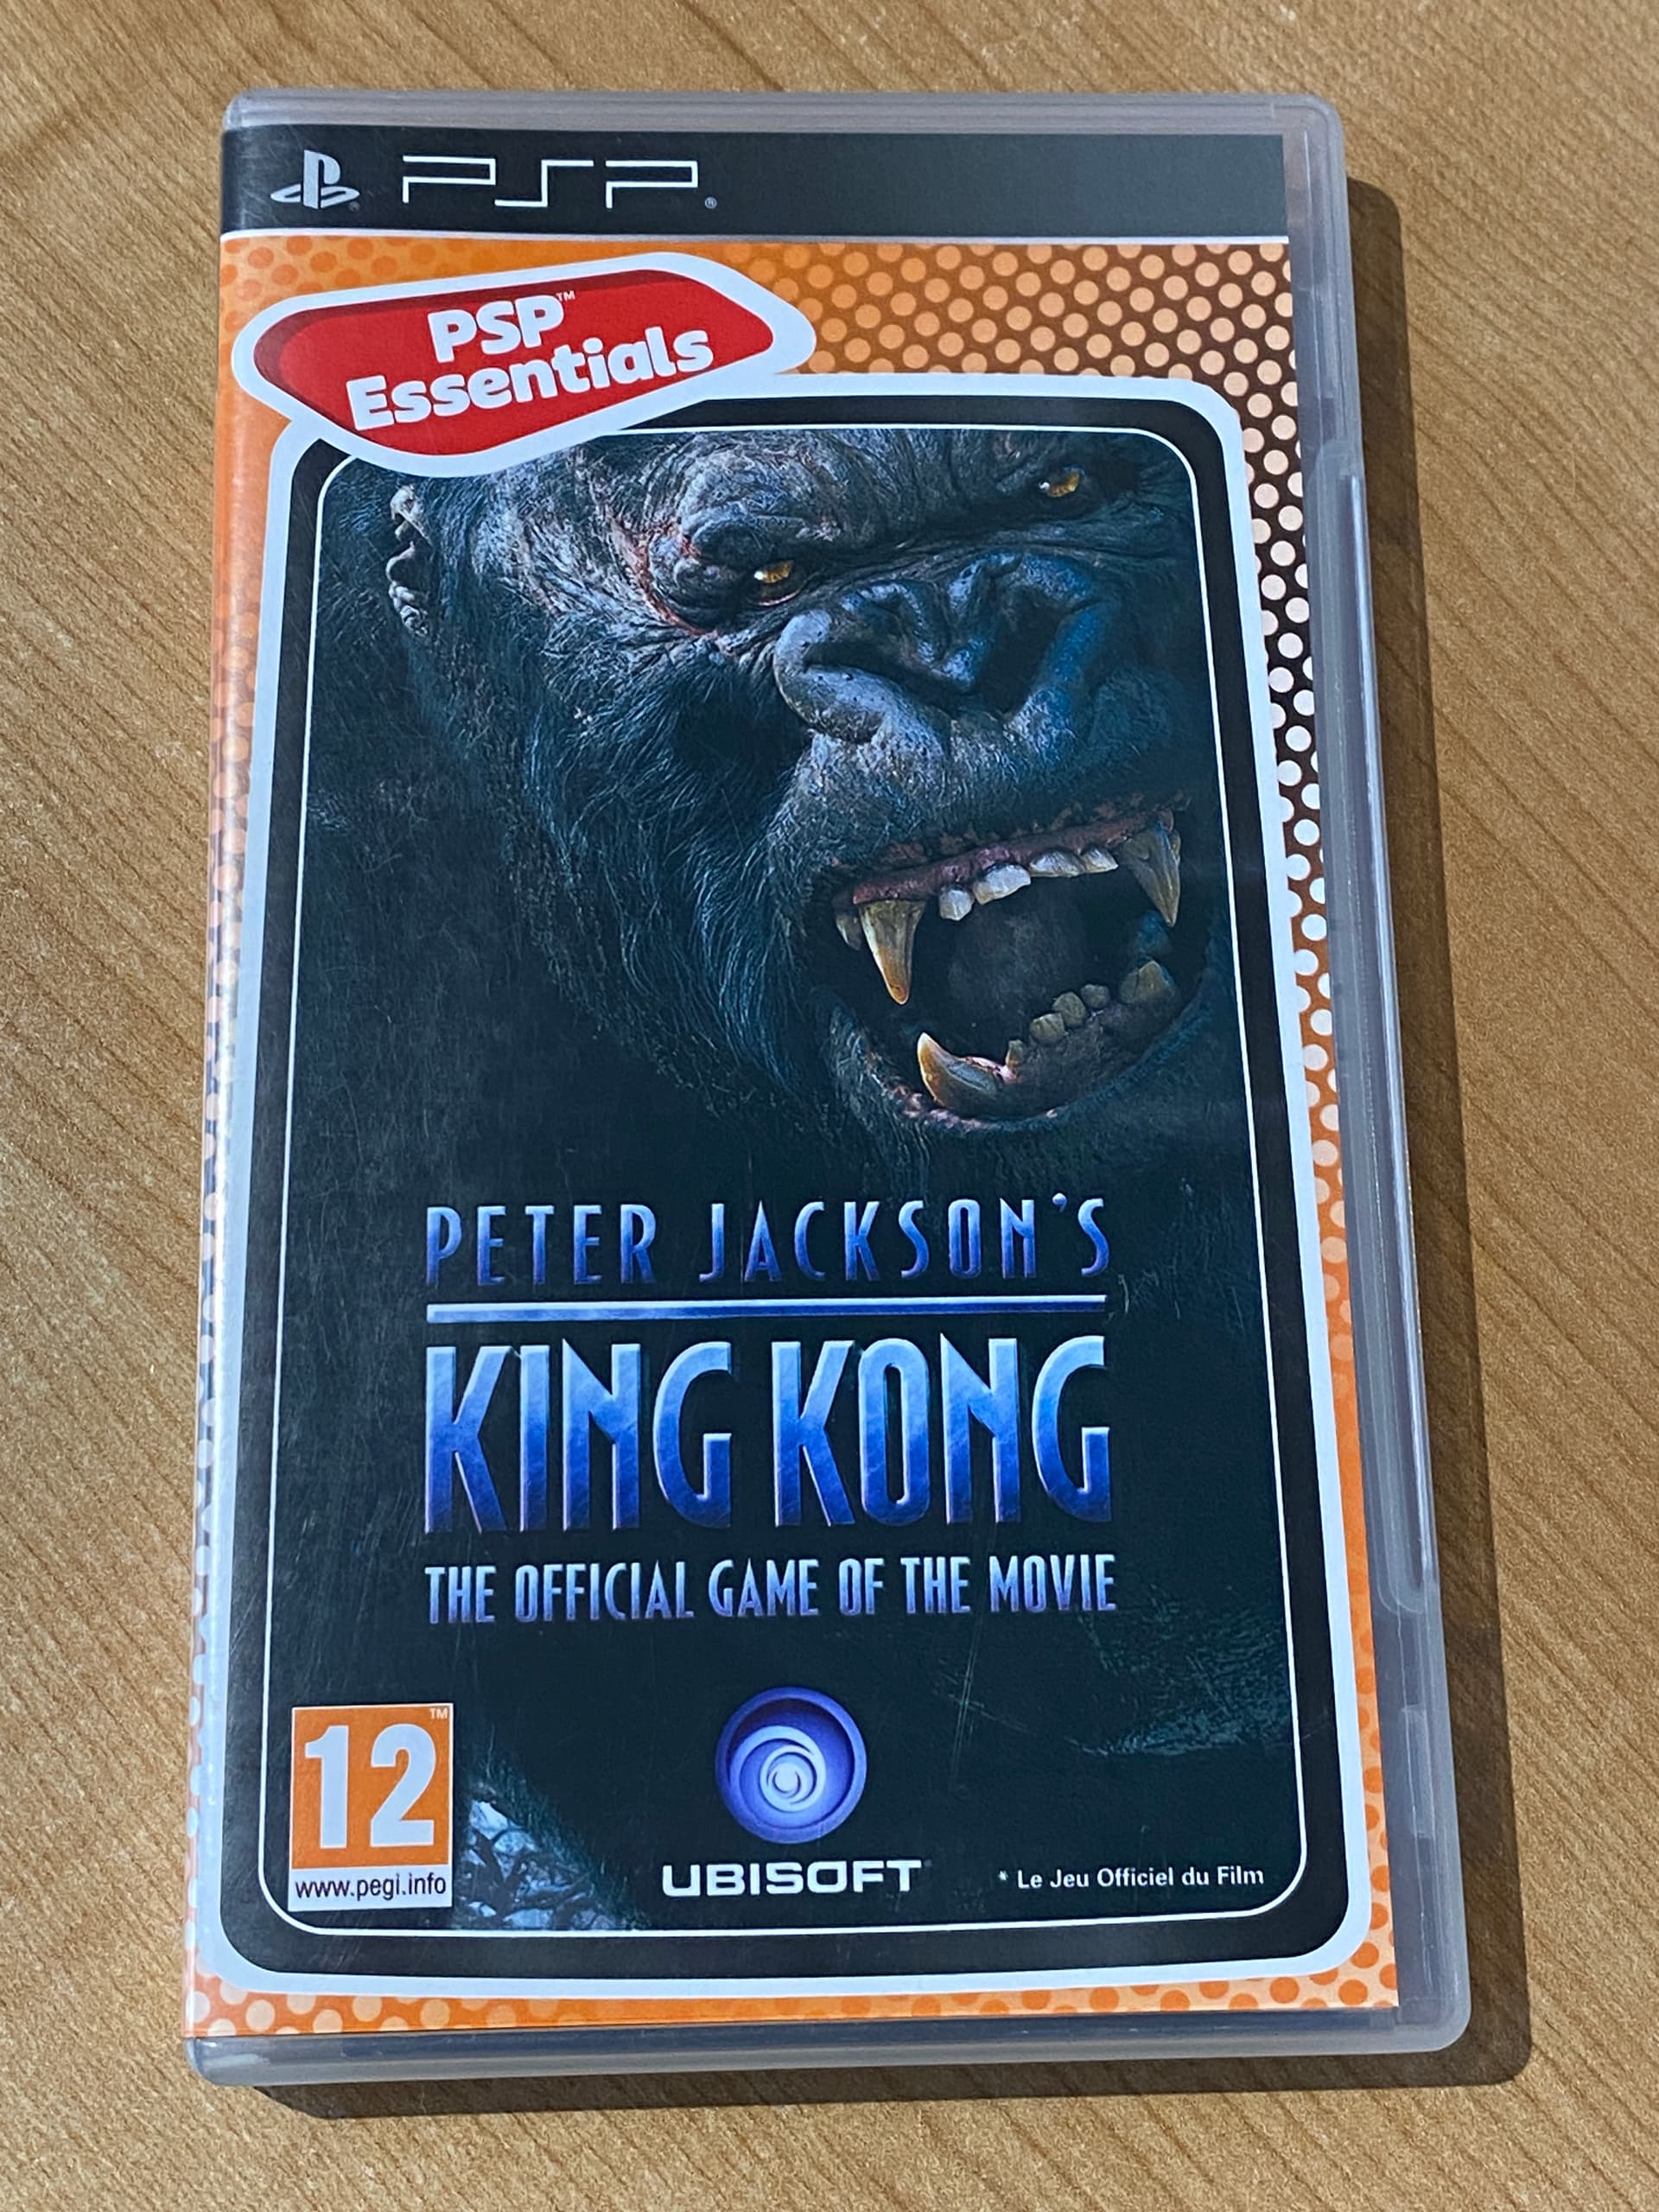 PSP®
PSP™
Essentials
PETER JACKSON'S
KING KONG
THE OFFICIAL GAME OF THE MOVIE
12™
www.pegi.info
UBISOFT
* Le Jeu Officiel du Film